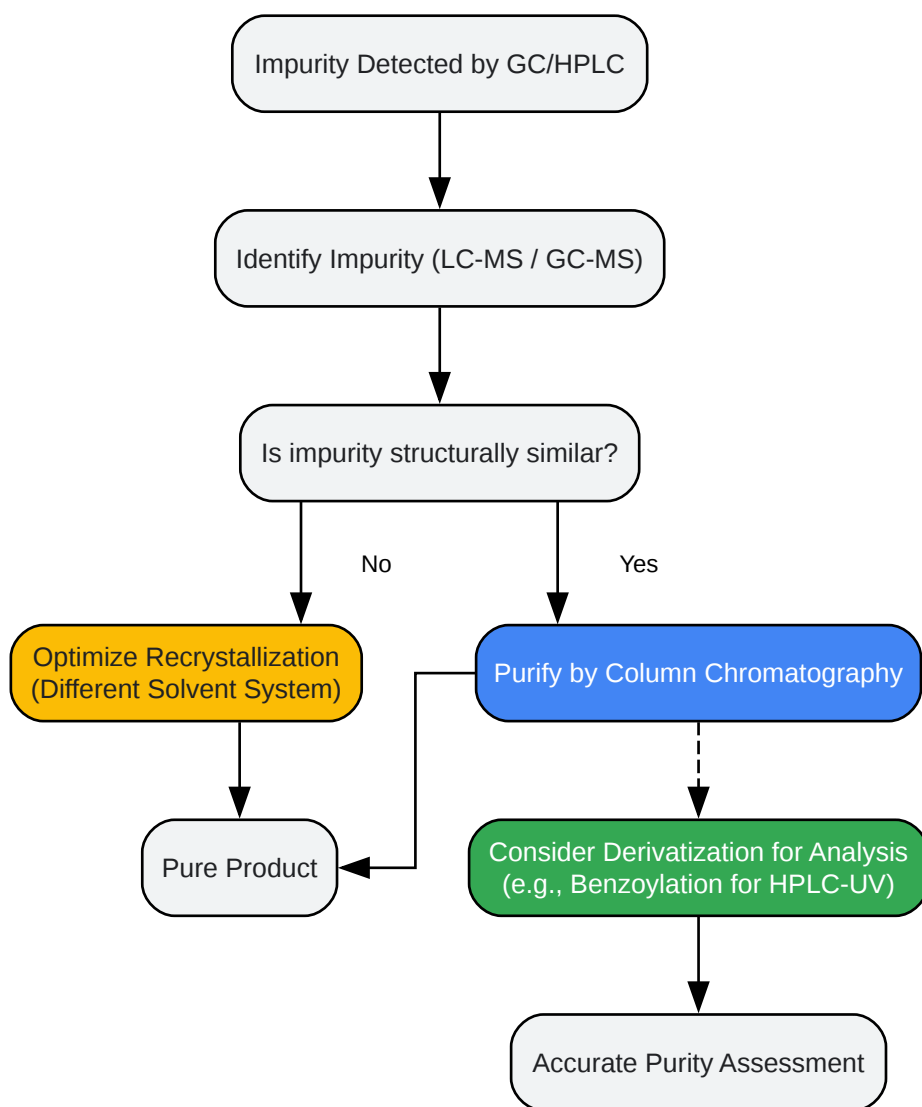 Impurity Detected by GC/HPLC
Identify Impurity (LC-MS / GC-MS)
Is impurity structurally similar?
No
Yes
Optimize Recrystallization
(Different Solvent System)
Purify by Column Chromatography
Pure Product
Consider Derivatization for Analysis
(e.g., Benzoylation for HPLC-UV)
Accurate Purity Assessment